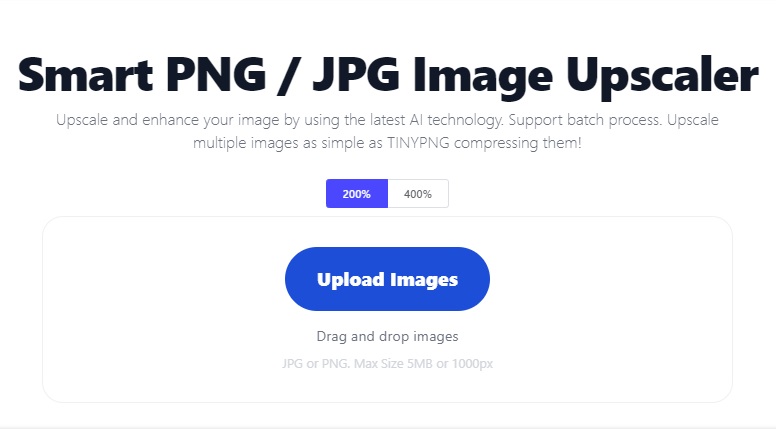 Smart PNG / JPG Image Upscaler
Upscale and enhance your image by using the latest AI technology. Support batch process. Upscale
multiple images as simple as TINYPNG compressing them!
200% 400%
Upload Images
Drag and drop images
JPG or PNG. Max Size 5MB or 1000px